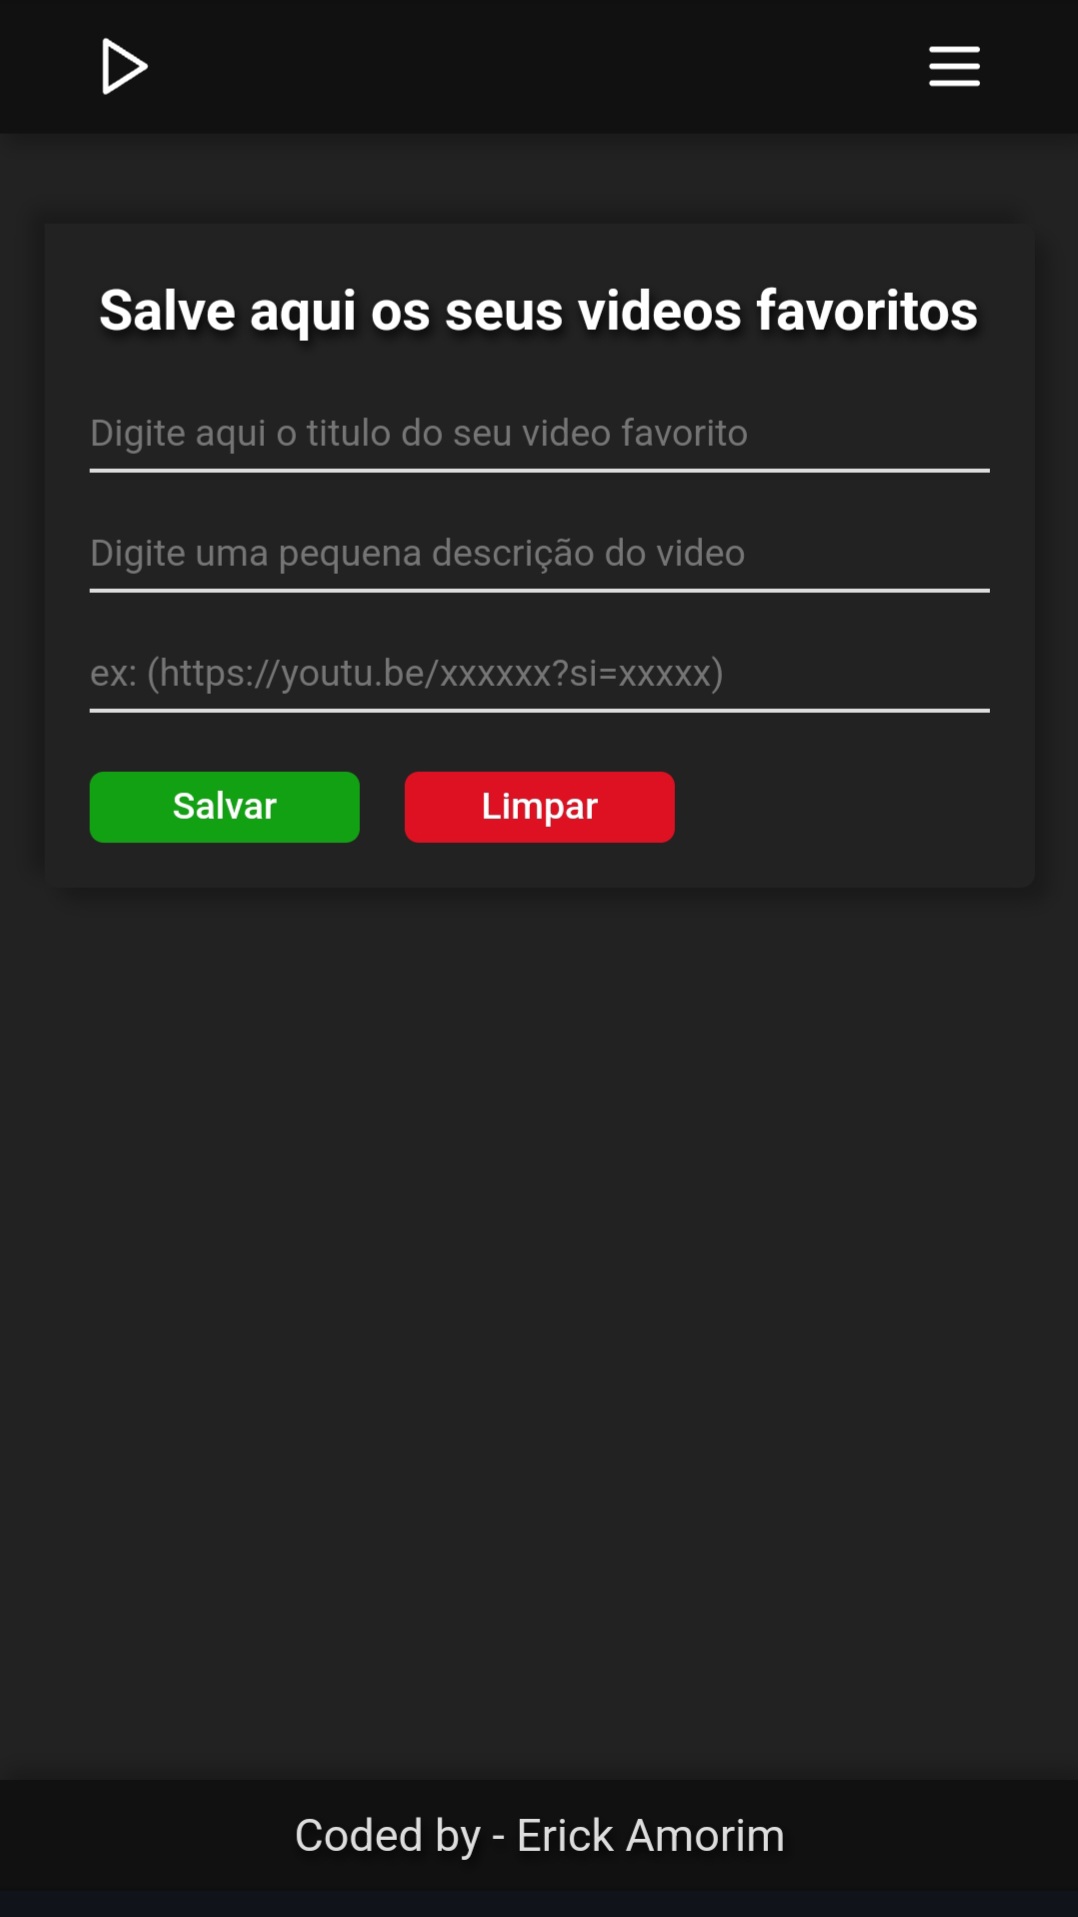 Salve aqui os seus videos favoritos
Digite aqui o titulo do seu video favorito
Digite uma pequena descrição do video
ex: (https://youtu.be/xxxxxx?si=xxxxx)
Salvar
Limpar
Coded by - Erick Amorim